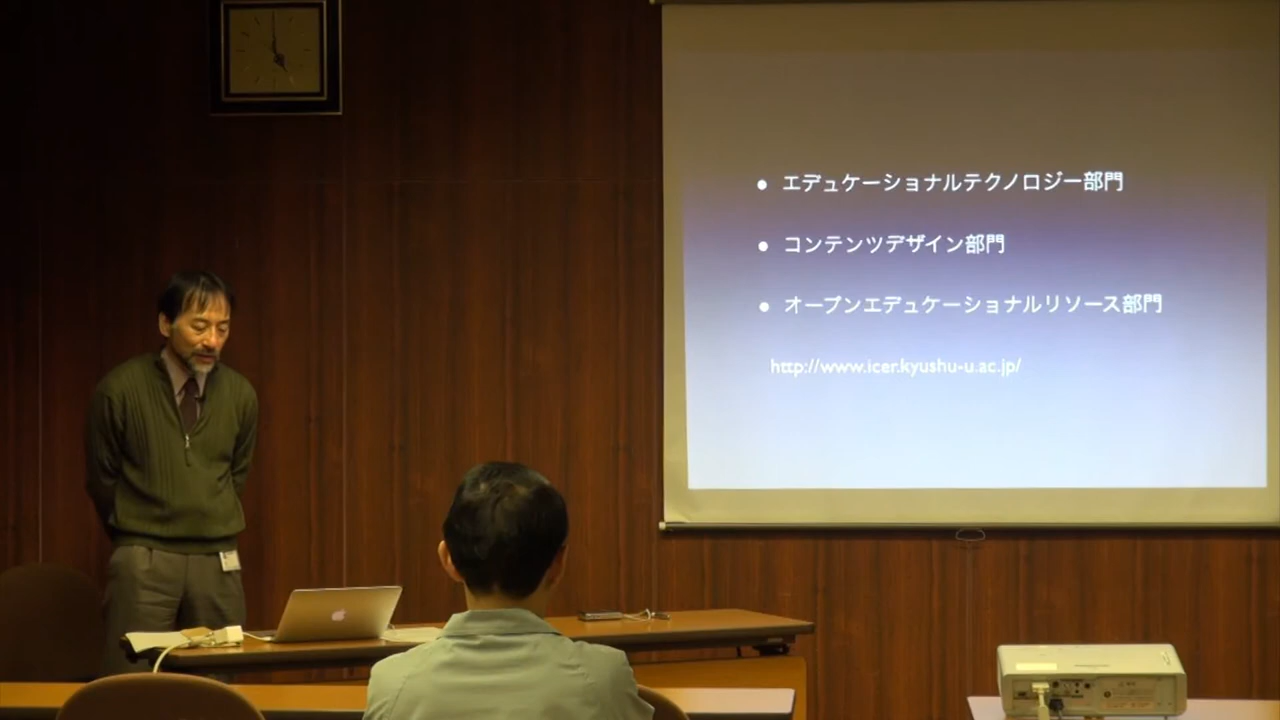 ● エデュケーショナルテクノロジー部門
● コンテンツデザイン部門
● オープンエデュケーショナルリソース部門
http://www.icer.kyushu-u.ac.jp/